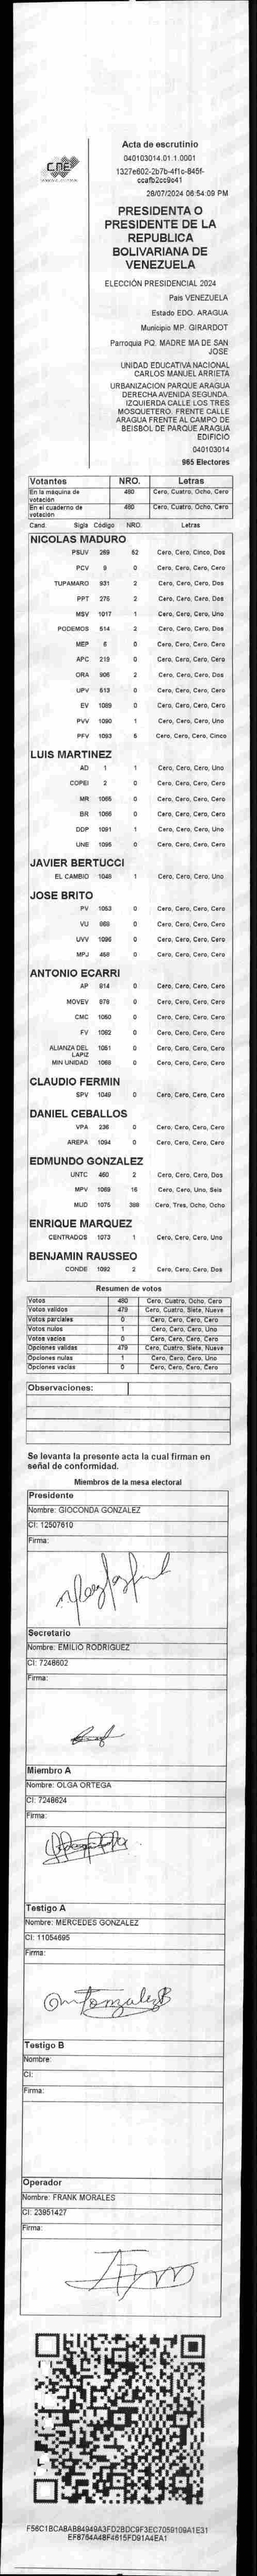 CNE
Acta de escrutinio
040103014.01.1.0001
1327e602-2b7b-4f1c-845f-
ccafb2cc9c41
28/07/2024 06:54:09 PM
PRESIDENTA O
PRESIDENTE DE LA
REPUBLICA
BOLIVARIANA DE
VENEZUELA
ELECCIÓN PRESIDENCIAL 2024
País VENEZUELA
Estado EDO. ARAGUA
Municipio MP. GIRARDOT
Parroquia PQ. MADRE MA DE SAN
JOSE
UNIDAD EDUCATIVA NACIONAL
CARLOS MANUEL ARRIETA
URBANIZACION PARQUE ARAGUA
DERECHA AVENIDA SEGUNDA.
IZQUIERDA CALLE LOS TRES
MOSQUETERO. FRENTE CALLE
ARAGUA FRENTE AL CAMPO DE
BEISBOL DE PARQUE ARAGUA
EDIFICIO
040103014
965 Electores
Votantes NRO. Letras
En la máquina de votación 480 Cero, Cuatro, Ocho, Cero
En el cuaderno de votación 480 Cero, Cuatro, Ocho, Cero
Cand. Sigla Código NRO. Letras
NICOLAS MADURO
PSUV 269 52 Cero, Cero, Cinco, Dos
PCV 9 0 Cero, Cero, Cero, Cero
TUPAMARO 931 2 Cero, Cero, Cero, Dos
PPT 275 2 Cero, Cero, Cero, Dos
MSV 1017 1 Cero, Cero, Cero, Uno
PODEMOS 514 2 Cero, Cero, Cero, Dos
MEP 6 0 Cero, Cero, Cero, Cero
APC 219 0 Cero, Cero, Cero, Cero
ORA 906 2 Cero, Cero, Cero, Dos
UPV 613 0 Cero, Cero, Cero, Cero
EV 1089 0 Cero, Cero, Cero, Cero
PVV 1090 1 Cero, Cero, Cero, Uno
PFV 1093 5 Cero, Cero, Cero, Cinco
LUIS MARTINEZ
AD 1 1 Cero, Cero, Cero, Uno
COPEI 2 0 Cero, Cero, Cero, Cero
MR 1065 0 Cero, Cero, Cero, Cero
BR 1066 0 Cero, Cero, Cero, Cero
DDP 1091 1 Cero, Cero, Cero, Uno
UNE 1095 0 Cero, Cero, Cero, Cero
JAVIER BERTUCCI
EL CAMBIO 1048 1 Cero, Cero, Cero, Uno
JOSE BRITO
PV 1053 0 Cero, Cero, Cero, Cero
VU 868 0 Cero, Cero, Cero, Cero
UVV 1096 0 Cero, Cero, Cero, Cero
MPJ 458 0 Cero, Cero, Cero, Cero
ANTONIO ECARRI
AP 814 0 Cero, Cero, Cero, Cero
MOVEV 878 0 Cero, Cero, Cero, Cero
CMC 1050 0 Cero, Cero, Cero, Cero
FV 1062 0 Cero, Cero, Cero, Cero
ALIANZA DEL LAPIZ 1051 0 Cero, Cero, Cero, Cero
MIN UNIDAD 1068 0 Cero, Cero, Cero, Cero
CLAUDIO FERMIN
SPV 1049 0 Cero, Cero, Cero, Cero
DANIEL CEBALLOS
VPA 236 0 Cero, Cero, Cero, Cero
AREPA 1094 0 Cero, Cero, Cero, Cero
EDMUNDO GONZALEZ
UNTC 460 2 Cero, Cero, Cero, Dos
MPV 1069 16 Cero, Cero, Uno, Seis
MUD 1075 388 Cero, Tres, Ocho, Ocho
ENRIQUE MARQUEZ
CENTRADOS 1073 1 Cero, Cero, Cero, Uno
BENJAMIN RAUSSEO
CONDE 1092 2 Cero, Cero, Cero, Dos
Resumen de votos
Votos 480 Cero, Cuatro, Ocho, Cero
Votos validos 479 Cero, Cuatro, Siete, Nueve
Votos parciales 0 Cero, Cero, Cero, Cero
Votos nulos 1 Cero, Cero, Cero, Uno
Votos vacios 0 Cero, Cero, Cero, Cero
Opciones validas 479 Cero, Cuatro, Siete, Nueve
Opciones nulas 1 Cero, Cero, Cero, Uno
Opciones vacias 0 Cero, Cero, Cero, Cero
Observaciones:
Se levanta la presente acta la cual firman en
señal de conformidad.
Miembros de la mesa electoral
Presidente
Nombre: GIOCONDA GONZALEZ
CI: 12507610
Firma:
Secretario
Nombre: EMILIO RODRIGUEZ
CI: 7248602
Firma:
Miembro A
Nombre: OLGA ORTEGA
CI: 7248624
Firma:
Testigo A
Nombre: MERCEDES GONZALEZ
CI: 11054695
Firma:
Testigo B
Nombre:
CI:
Firma:
Operador
Nombre: FRANK MORALES
CI: 23851427
Firma:
F56C1BCABAB84949A3FD2BDC9F3EC7059109A1E31
EF8764A48F4615FD91A4EA1